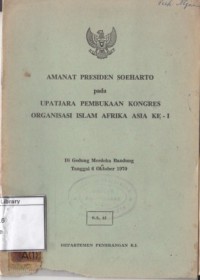 AMANAT PRESIDEN SOEHARTO
pada
UPATJARA PEMBUKAAN KONGRES
ORGANISASI ISLAM AFRIKA ASIA KE - I
Di Gedung Merdeka Bandung
Tanggal 6 Oktober 1970
Library
DEPARTEMEN PENERANGAN R.I.